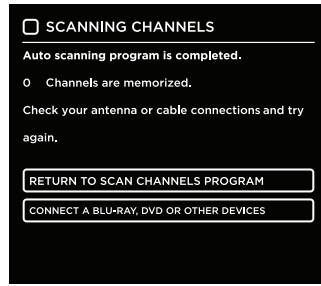 SCANNING CHANNELS
Auto scanning program is completed.
0 Channels are memorized.
Check your antenna or cable connections and try
again.
RETURN TO SCAN CHANNELS PROGRAM
CONNECT A BLU-RAY, DVD OR OTHER DEVICES